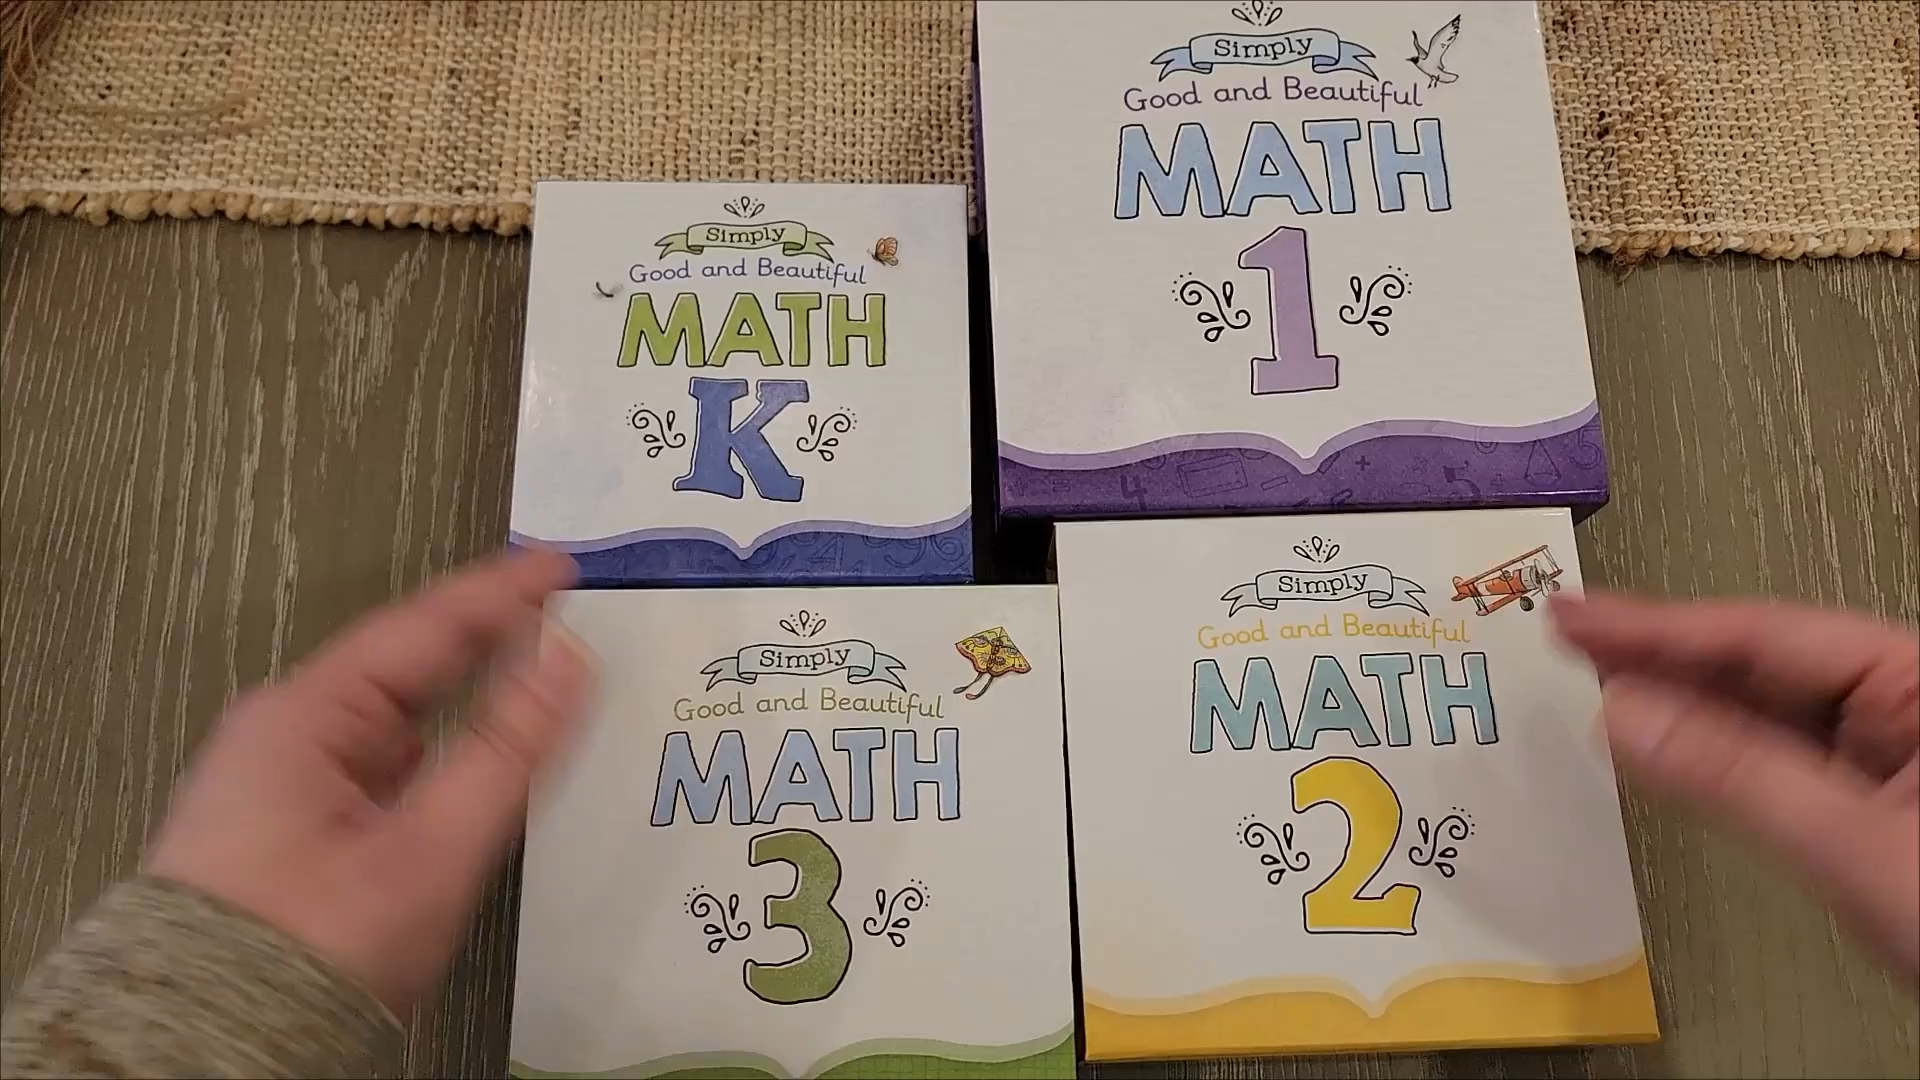 Simply
Good and Beautiful
MATH
K
Simply
Good and Beautiful
MATH
1
Simply
Good and Beautiful
MATH
3
Simply
Good and Beautiful
MATH
2